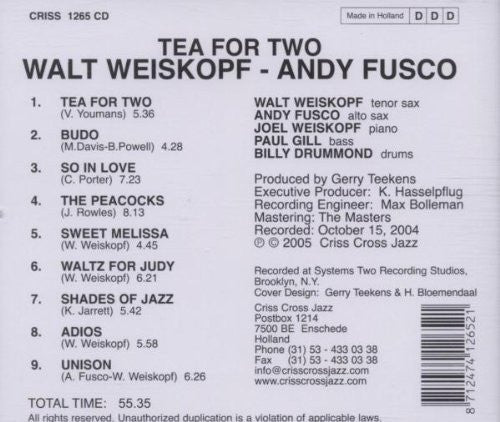 CRISS 1265 CD
Made in Holland D D D
TEA FOR TWO
WALT WEISKOPF - ANDY FUSCO
1. TEA FOR TWO
(V. Youmans) 5.36
2. BUDO
(M.Davis-B.Powell) 4.28
3. SO IN LOVE
(C. Porter) 7.23
4. THE PEACOCKS
(J. Rowles) 8.13
5. SWEET MELISSA
(W. Weiskopf) 4.45
6. WALTZ FOR JUDY
(W. Weiskopf) 6.21
7. SHADES OF JAZZ
(K. Jarrett) 5.42
8. ADIOS
(W. Weiskopf) 5.58
9. UNISON
(A. Fusco-W. Weiskopf) 6.26
TOTAL TIME: 55.35
WALT WEISKOPF tenor sax
ANDY FUSCO alto sax
JOEL WEISKOPF piano
PAUL GILL bass
BILLY DRUMMOND drums
Produced by Gerry Teekens
Executive Producer: K. Hasselpflug
Recording Engineer: Max Bolleman
Mastering: The Masters
Recorded: October 15, 2004
℗ © 2005 Criss Cross Jazz
Recorded at Systems Two Recording Studios,
Brooklyn, N.Y.
Cover Design: Gerry Teekens & H. Bloemendaal
Criss Cross Jazz
Postbox 1214
7500 BE Enschede
Holland
Phone (31) 53 - 433 03 38
Fax (31) 53 - 433 03 38
info@crisscrossjazz.com
www.crisscrossjazz.com
8 712474 126521
All rights reserved. Unauthorized duplication is a violation of applicable laws.